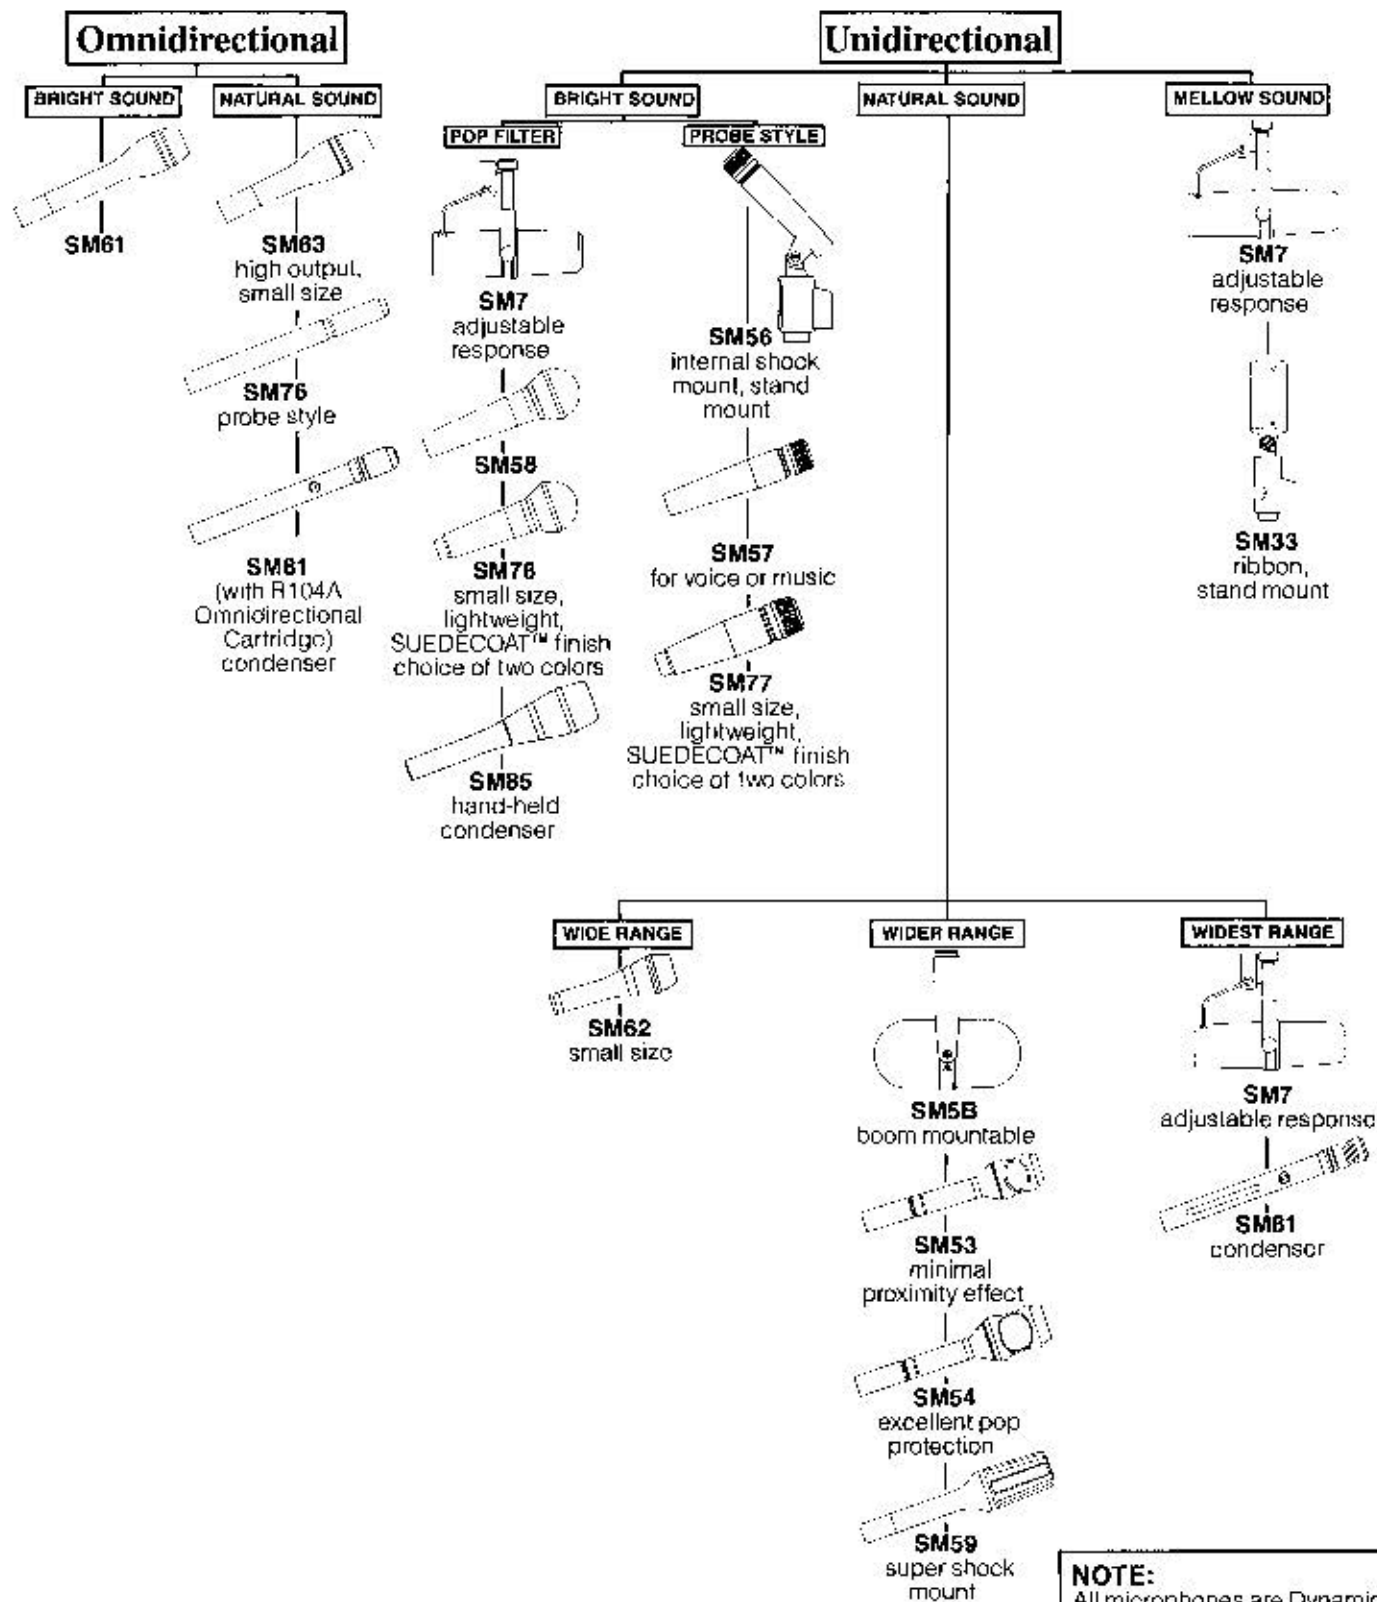 Omnidirectional
BRIGHT SOUND
SM61
NATURAL SOUND
SM63
high output,
small size
SM76
probe style
SM81
(with R104A
Omnidirectional
Cartridge)
condenser
Unidirectional
BRIGHT SOUND
POP FILTER
SM7
adjustable
response
SM58
SM78
small size,
lightweight,
SUEDECOAT™ finish
choice of two colors
SM85
hand-held
condenser
PROBE STYLE
SM56
internal shock
mount, stand
mount
SM57
for voice or music
SM77
small size,
lightweight,
SUEDECOAT™ finish
choice of two colors
NATURAL SOUND
WIDE RANGE
SM62
small size
WIDER RANGE
SM5B
boom mountable
SM53
minimal
proximity effect
SM54
excellent pop
protection
SM59
super shock
mount
WIDEST RANGE
SM7
adjustable response
SM81
condenser
MELLOW SOUND
SM7
adjustable
response
SM33
ribbon,
stand mount
NOTE:
All microphones are Dynamic